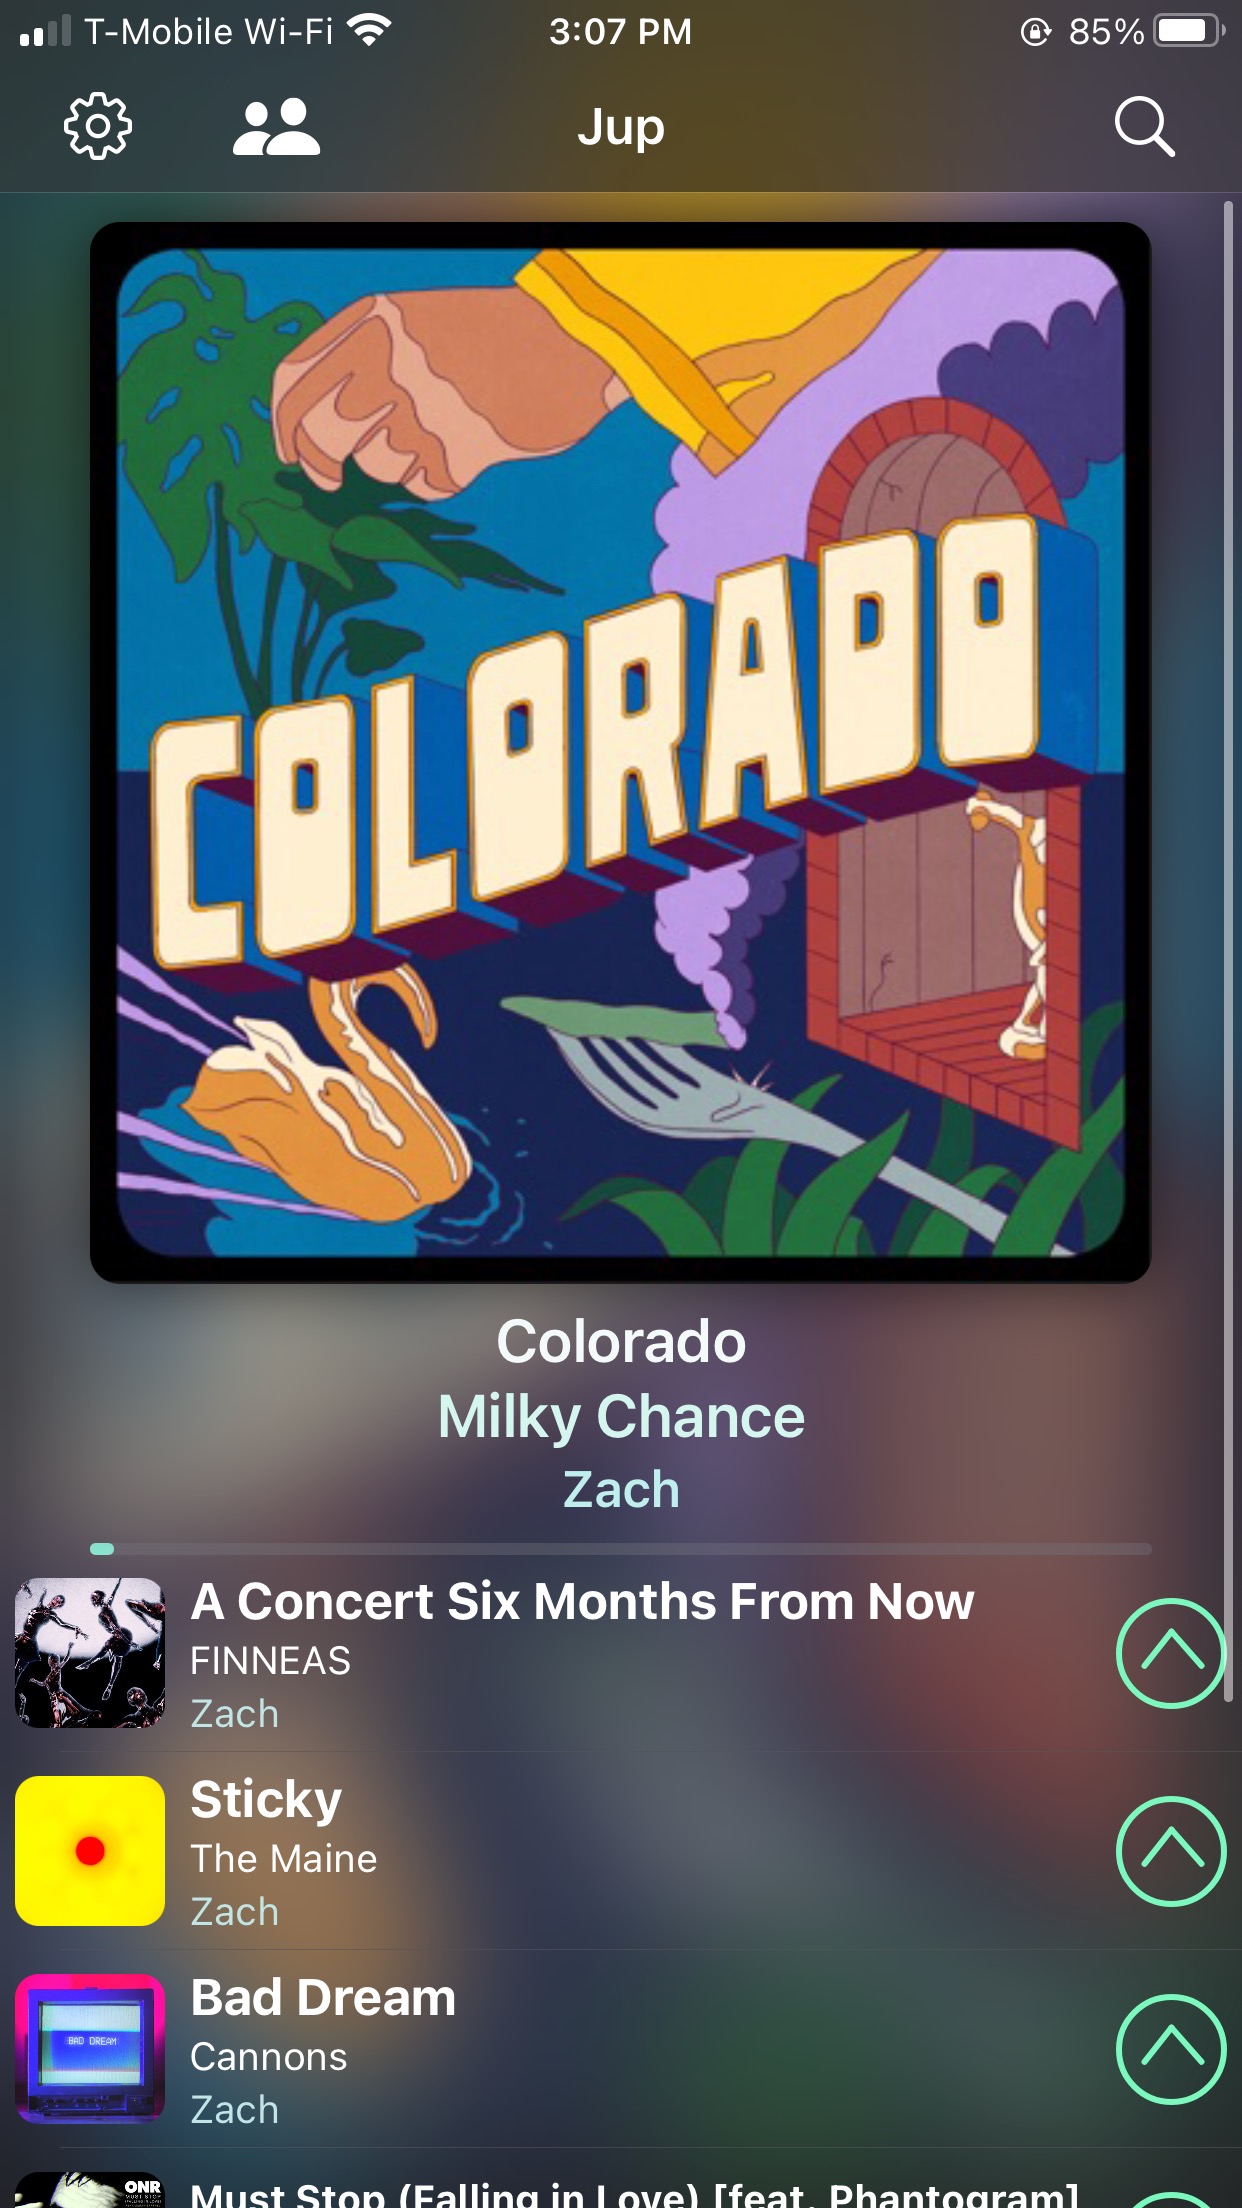 T-Mobile Wi-Fi 3:07 PM 85%
Jup
COLORADO
Colorado
Milky Chance
Zach
A Concert Six Months From Now
FINNEAS
Zach
Sticky
The Maine
Zach
BAD DREAM
Bad Dream
Cannons
Zach
ONR
MUST STOP
Must Stop (Falling in Love) [feat. Phantogram]